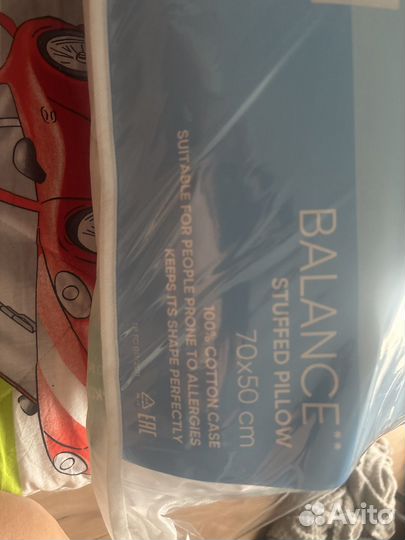 BALANCE**
STUFFED PILLOW
70x50 cm
100% COTTON CASE
SUITABLE FOR PEOPLE PRONE TO ALLERGIES
KEEPS ITS SHAPE PERFECTLY
EAC
Avito